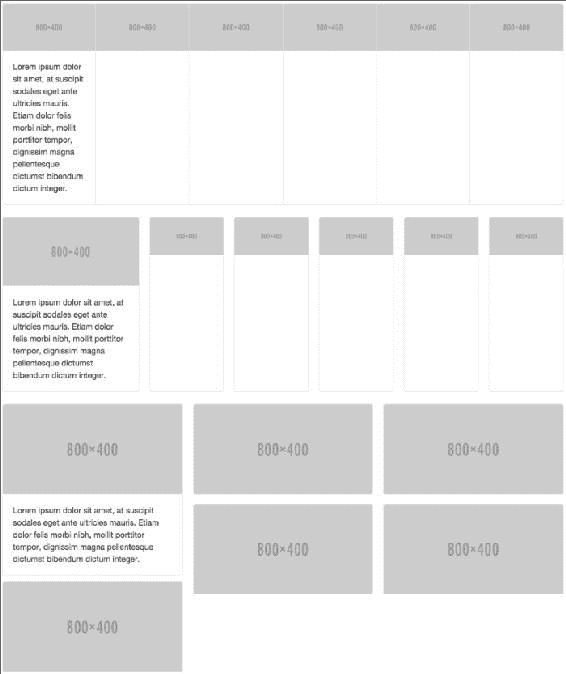 800×400 800×400 800×400 800×400 800×400 800×400
Lorem ipsum dolor
sit amet, at suscipit
sodales eget ante
ultricies mauris.
Etiam dolor felis
morbi nibh, mollit
porttitor tempor,
dignissim magna
pellentesque
dictumst bibendum
dictum integer.
800×400 800×400 800×400 800×400 800×400 800×400
Lorem ipsum dolor sit amet, at
suscipit sodales eget ante
ultricies mauris. Etiam dolor
felis morbi nibh, mollit porttitor
tempor, dignissim magna
pellentesque dictumst
bibendum dictum integer.
800×400 800×400 800×400
Lorem ipsum dolor sit amet, at suscipit
sodales eget ante ultricies mauris. Etiam
dolor felis morbi nibh, mollit porttitor
tempor, dignissim magna pellentesque
dictumst bibendum dictum integer.
800×400 800×400
800×400